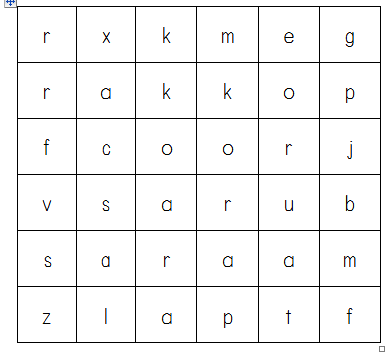 r x k m e g
r a k k o p
f c o o r j
v s a r u b
s a r a a m
z l a p t f